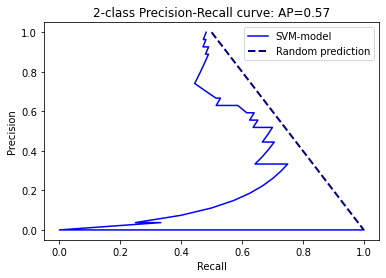 2-class Precision-Recall curve: AP=0.57
SVM-model
Random prediction
Precision
1.0
0.8
0.6
0.4
0.2
0.0
0.0 0.2 0.4 0.6 0.8 1.0
Recall